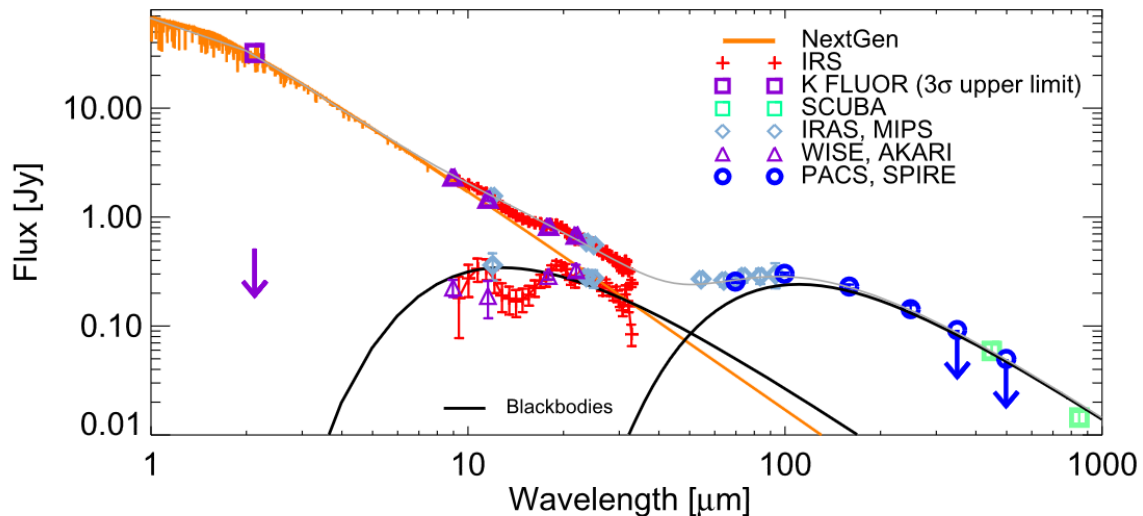 NextGen
IRS
K FLUOR (3σ upper limit)
SCUBA
IRAS, MIPS
WISE, AKARI
PACS, SPIRE
Flux [Jy]
10.00
1.00
0.10
0.01
Blackbodies
1
10
100
1000
Wavelength [μm]